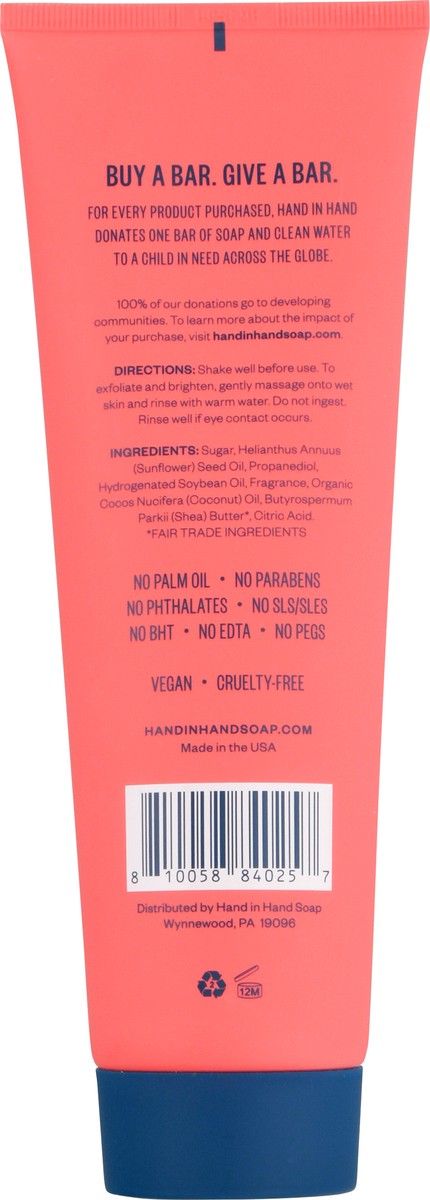 BUY A BAR. GIVE A BAR.
FOR EVERY PRODUCT PURCHASED, HAND IN HAND
DONATES ONE BAR OF SOAP AND CLEAN WATER
TO A CHILD IN NEED ACROSS THE GLOBE.
100% of our donations go to developing
communities. To learn more about the impact of
your purchase, visit handinhandsoap.com.
DIRECTIONS: Shake well before use. To
exfoliate and brighten, gently massage onto wet
skin and rinse with warm water. Do not ingest.
Rinse well if eye contact occurs.
INGREDIENTS: Sugar, Helianthus Annuus
(Sunflower) Seed Oil, Propanediol,
Hydrogenated Soybean Oil, Fragrance, Organic
Cocos Nucifera (Coconut) Oil, Butyrospermum
Parkii (Shea) Butter*, Citric Acid.
*FAIR TRADE INGREDIENTS
NO PALM OIL • NO PARABENS
NO PHTHALATES • NO SLS/SLES
NO BHT • NO EDTA • NO PEGS
VEGAN • CRUELTY-FREE
HANDINHANDSOAP.COM
Made in the USA
8 10058 84025 7
Distributed by Hand in Hand Soap
Wynnewood, PA 19096
2 12M